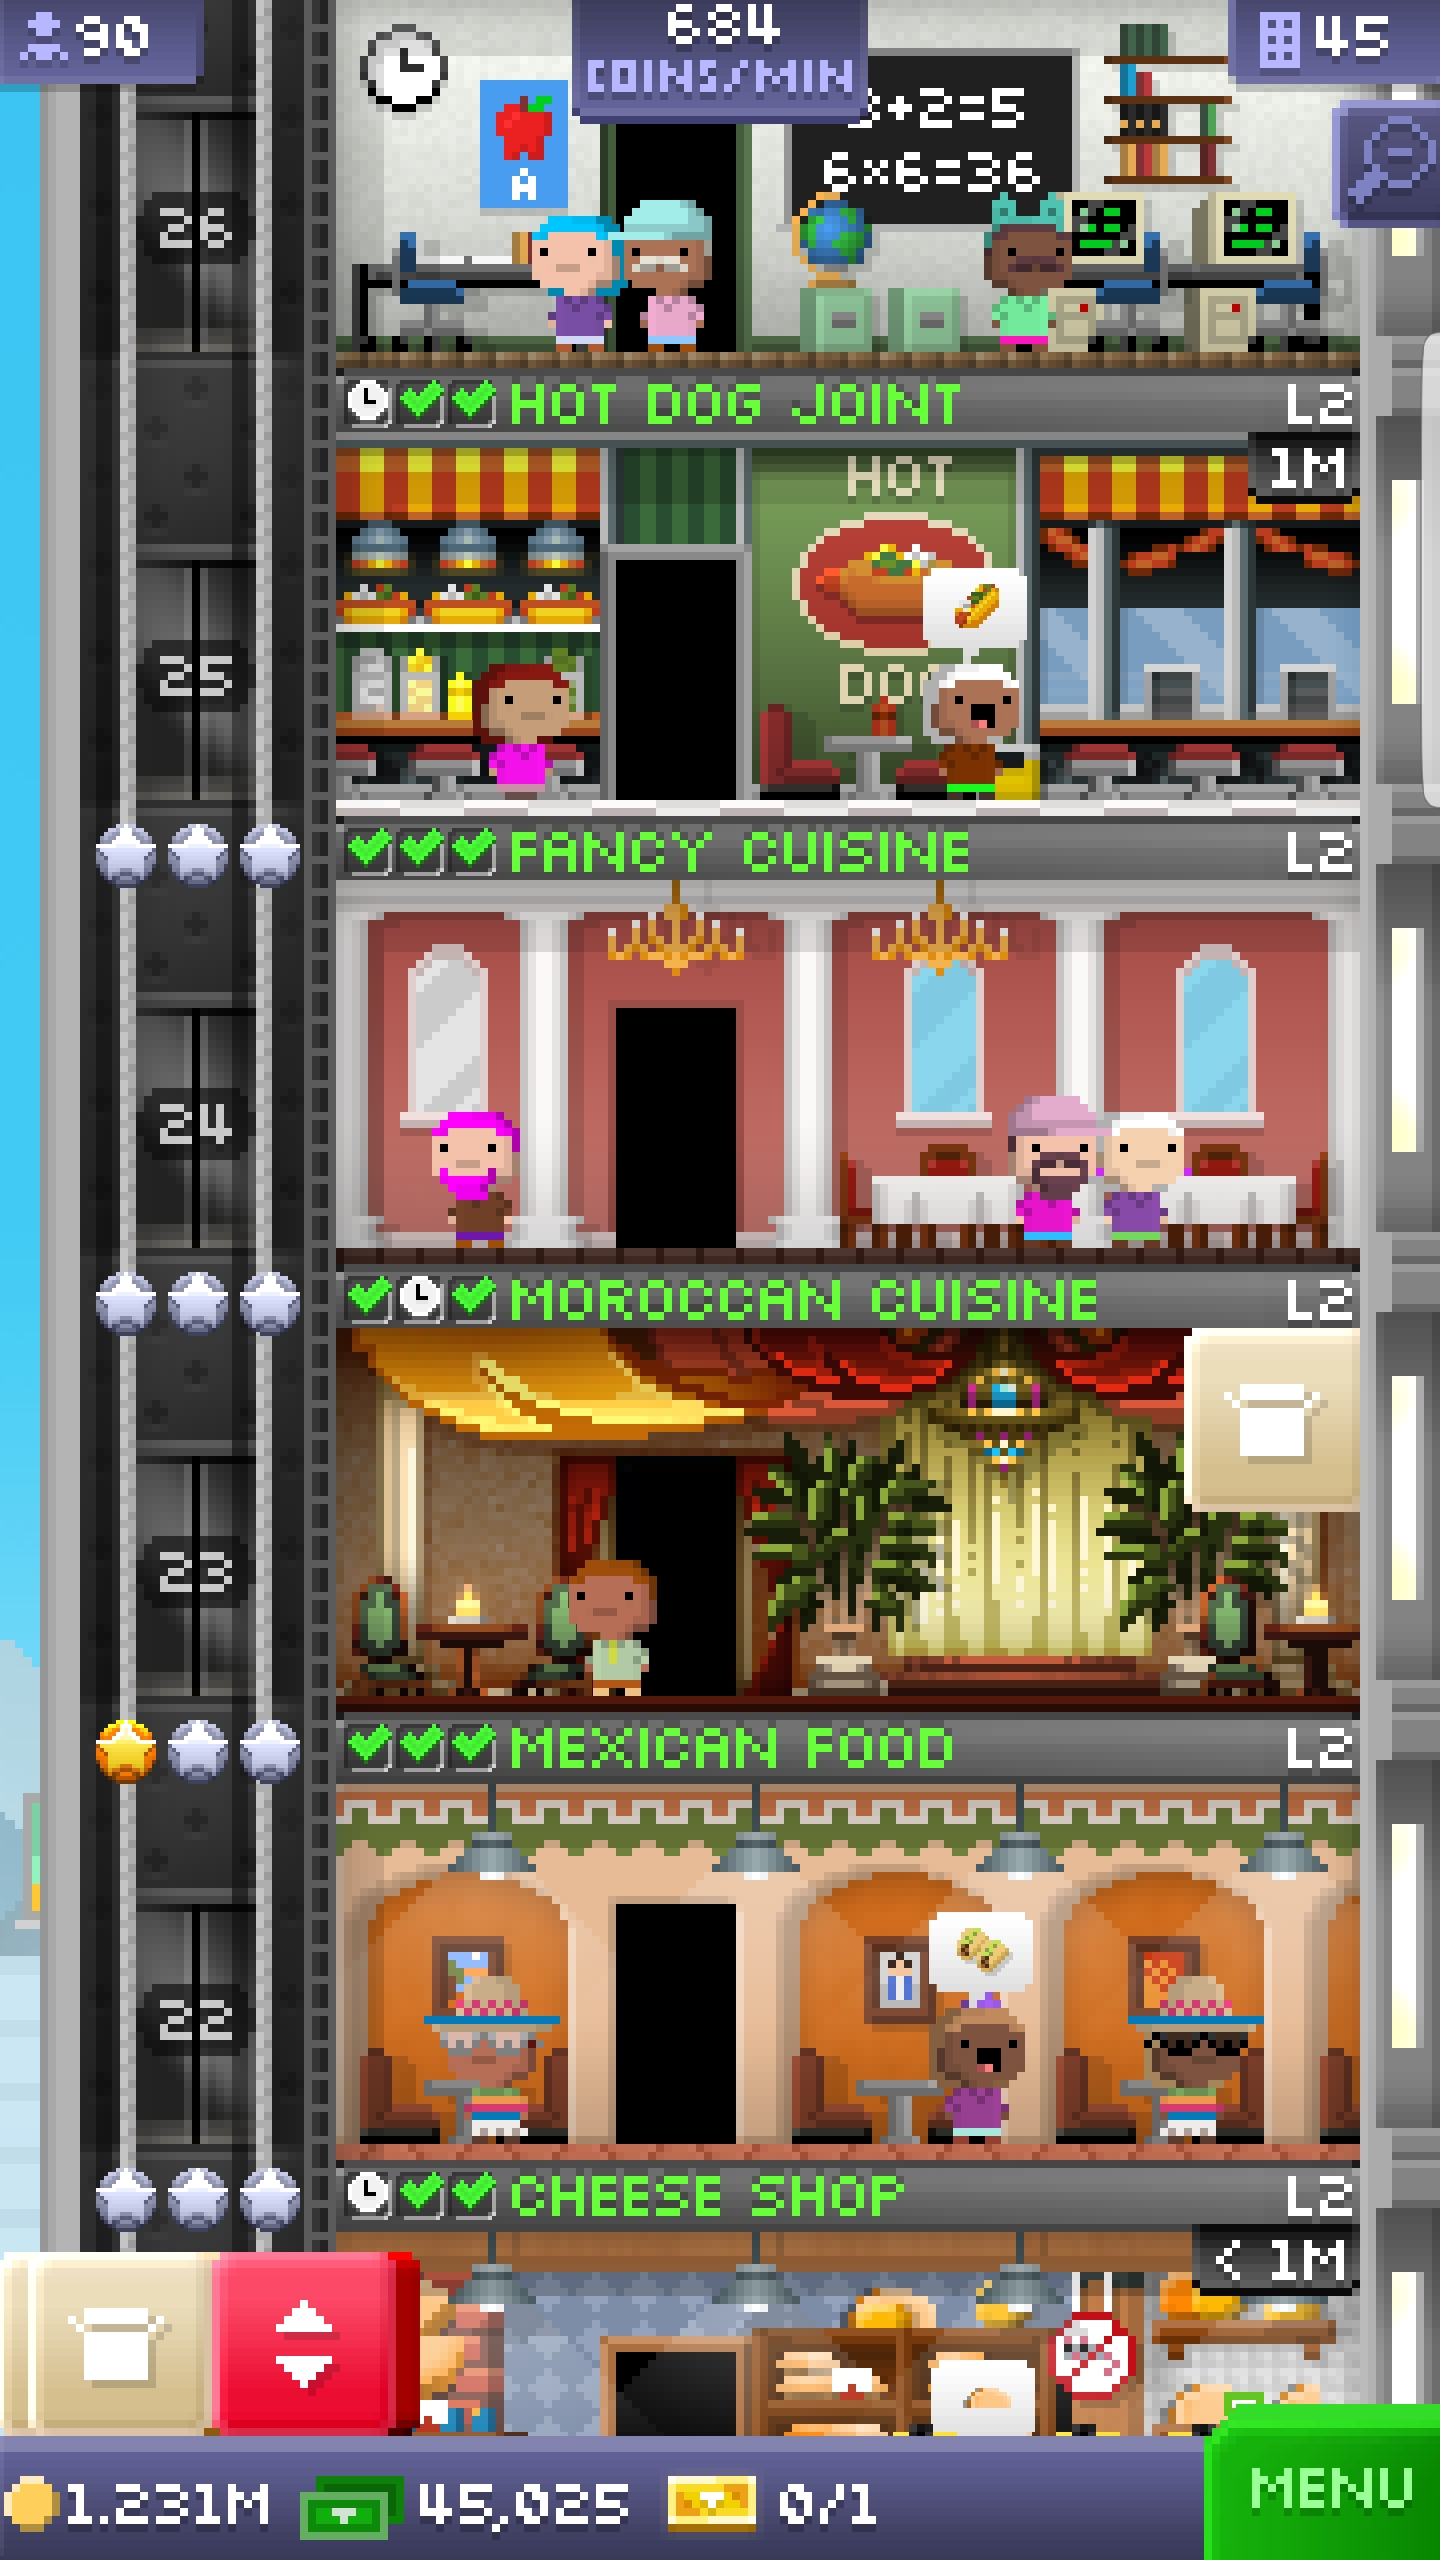 90
684
COINS/MIN
45
A
3+2=5
6×6=36
26
HOT DOG JOINT
L2
1M
HOT
25
FANCY CUISINE
L2
24
MOROCCAN CUISINE
L2
23
MEXICAN FOOD
L2
22
CHEESE SHOP
L2
< 1M
1.231M
45,025
0/1
MENU